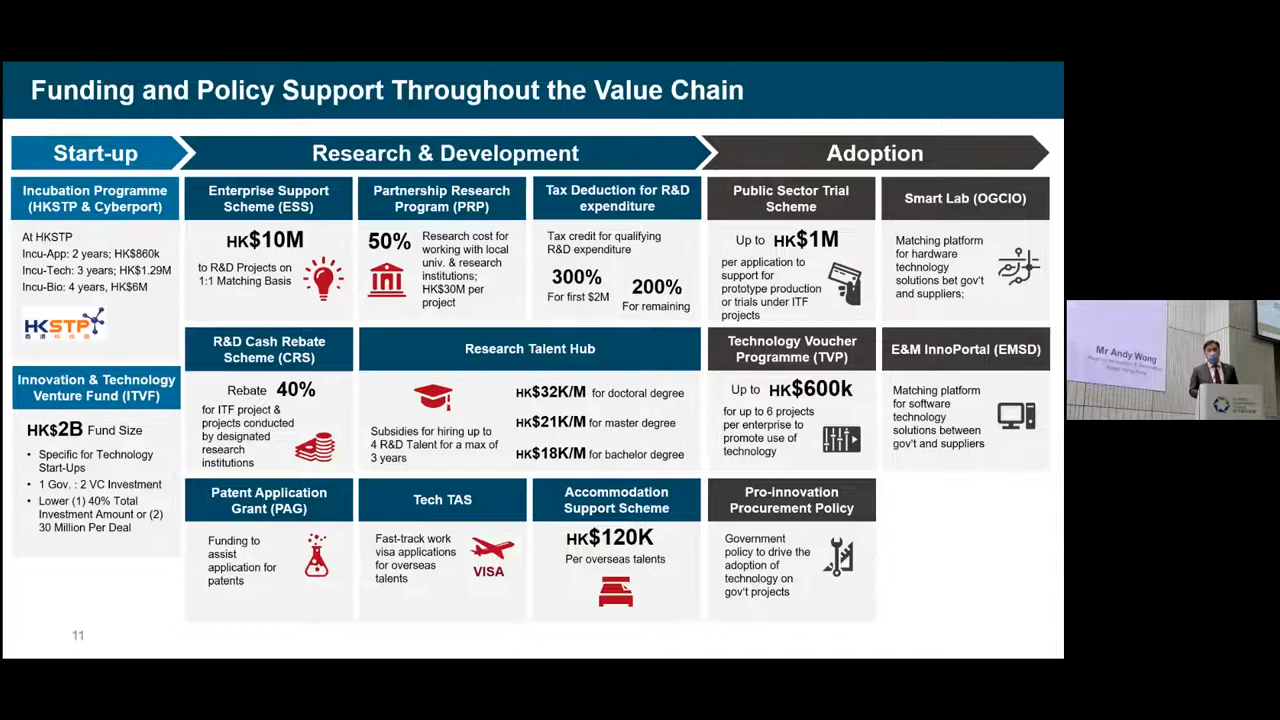 Funding and Policy Support Throughout the Value Chain
Start-up
Research & Development
Adoption
Incubation Programme
(HKSTP & Cyberport)
At HKSTP
Incu-App: 2 years; HK$860k
Incu-Tech: 3 years; HK$1.29M
Incu-Bio: 4 years, HK$6M
HKSTP
Innovation & Technology
Venture Fund (ITVF)
HK$2B Fund Size
• Specific for Technology
Start-Ups
• 1 Gov. : 2 VC Investment
• Lower (1) 40% Total
Investment Amount or (2)
30 Million Per Deal
Enterprise Support
Scheme (ESS)
HK$10M
to R&D Projects on
1:1 Matching Basis
Partnership Research
Program (PRP)
50%
Research cost for
working with local
univ. & research
institutions;
HK$30M per
project
Tax Deduction for R&D
expenditure
Tax credit for qualifying
R&D expenditure
300%
For first $2M
200%
For remaining
Public Sector Trial
Scheme
Up to HK$1M
per application to
support for
prototype production
or trials under ITF
projects
Smart Lab (OGCIO)
Matching platform
for hardware
technology
solutions bet gov't
and suppliers;
R&D Cash Rebate
Scheme (CRS)
Rebate 40%
for ITF project &
projects conducted
by designated
research
institutions
Research Talent Hub
Subsidies for hiring up to
4 R&D Talent for a max of
3 years
HK$32K/M for doctoral degree
HK$21K/M for master degree
HK$18K/M for bachelor degree
Technology Voucher
Programme (TVP)
Up to HK$600k
for up to 6 projects
per enterprise to
promote use of
technology
E&M InnoPortal (EMSD)
Matching platform
for software
technology
solutions between
gov't and suppliers
Patent Application
Grant (PAG)
Funding to
assist
application for
patents
Tech TAS
Fast-track work
visa applications
for overseas
talents
VISA
Accommodation
Support Scheme
HK$120K
Per overseas talents
Pro-innovation
Procurement Policy
Government
policy to drive the
adoption of
technology on
gov't projects
11
Mr Andy Wong